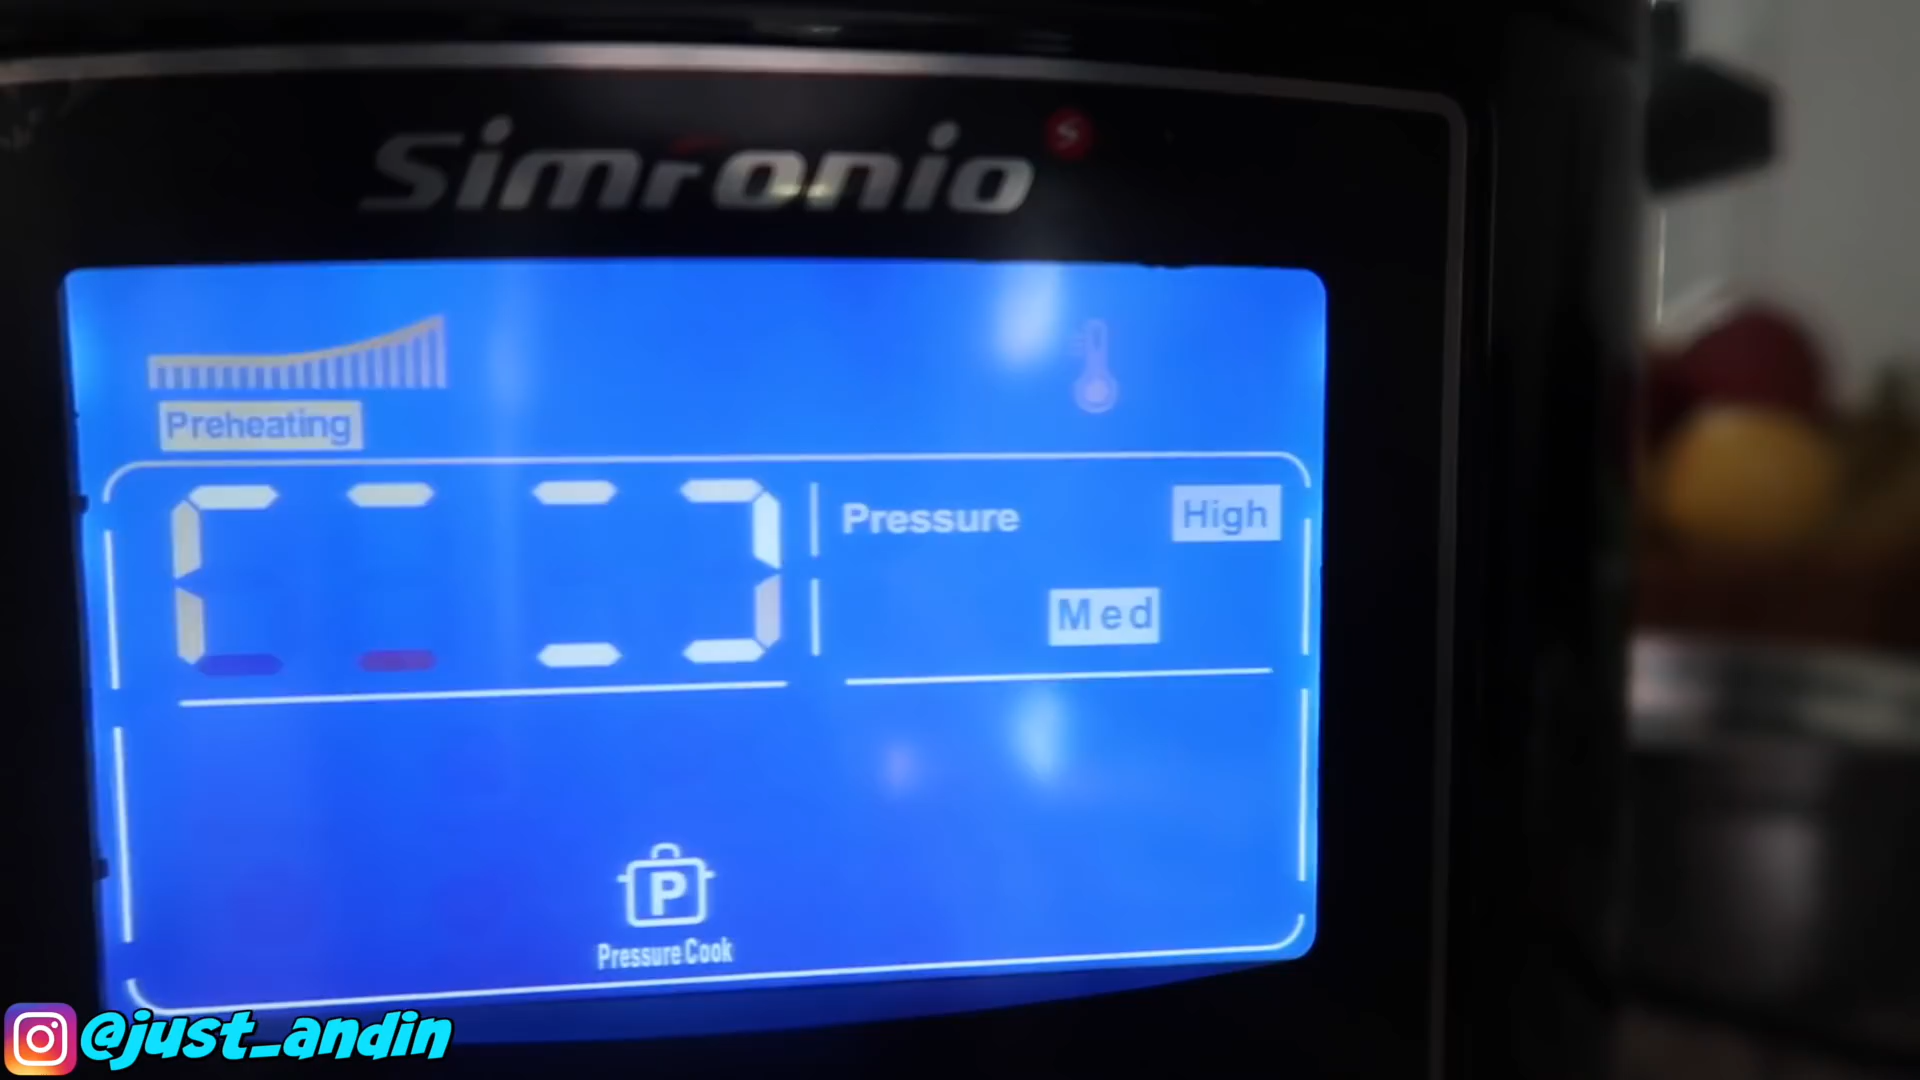 Simronio
S
Preheating
Pressure High
Med
P
Pressure Cook
@just_andin